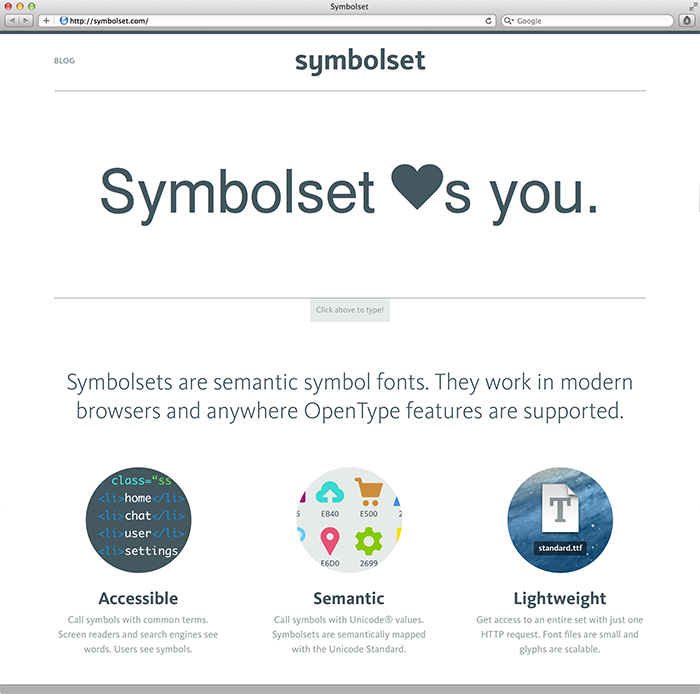 Symbolset
http://symbolset.com/
Google
BLOG
symbolset
Symbolset ♥s you.
Click above to type!
Symbolsets are semantic symbol fonts. They work in modern
browsers and anywhere OpenType features are supported.
class="ss
<li>home</li>
<li>chat</li>
<li>user</li>
<li>settings
5 EB40 E500 2
E6D0 2699
T
standard.ttf
Accessible
Call symbols with common terms.
Screen readers and search engines see
words. Users see symbols.
Semantic
Call symbols with Unicode® values.
Symbolsets are semantically mapped
with the Unicode Standard.
Lightweight
Get access to an entire set with just one
HTTP request. Font files are small and
glyphs are scalable.